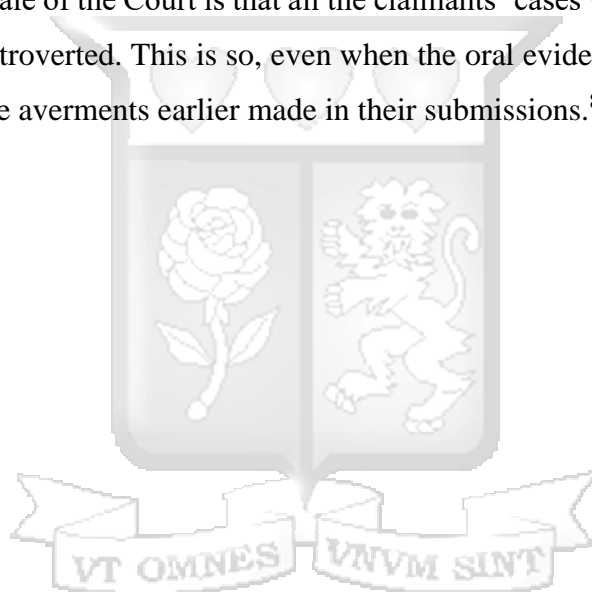 ale of the Court is that all the claimants' cases
troverted. This is so, even when the oral evide
e averments earlier made in their submissions.
VT OMNES VNVM SINT